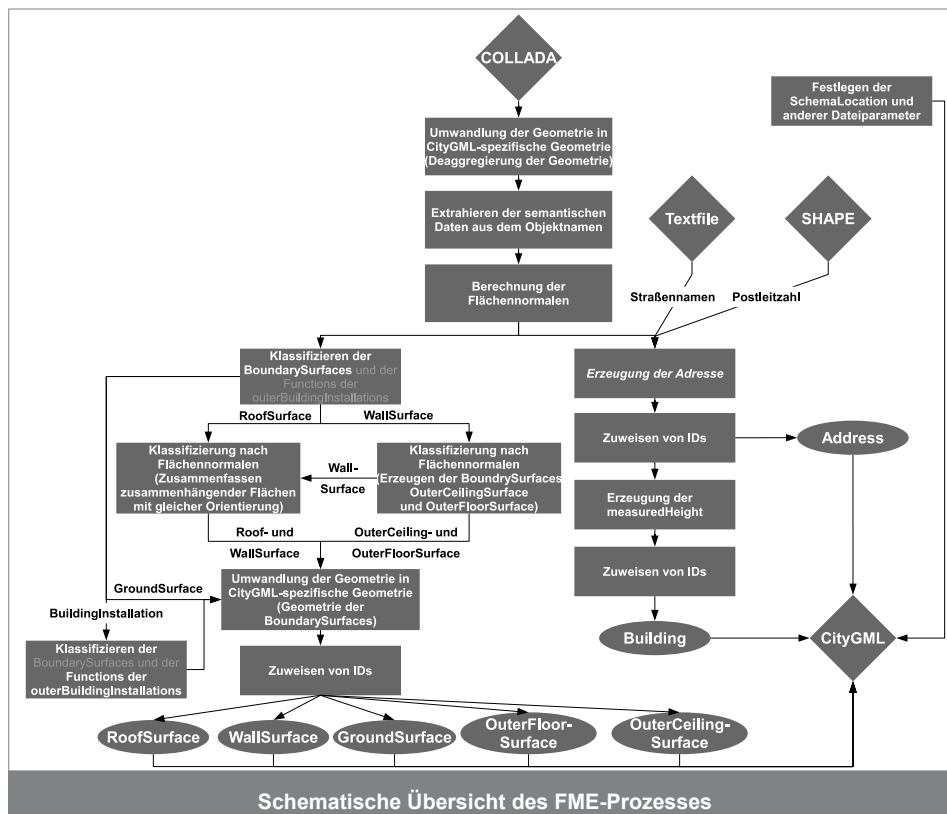 COLLADA
Festlegen der
SchemaLocation und
anderer Dateiparameter
Umwandlung der Geometrie in
CityGML-spezifische Geometrie
(Deaggregierung der Geometrie)
Extrahieren der semantischen
Daten aus dem Objektnamen
Textfile
SHAPE
Berechnung der
Flächennormalen
Straßennamen
Postleitzahl
Klassifizieren der
BoundarySurfaces und der
Functions der
outerBuildingInstallations
Erzeugung der Adresse
RoofSurface
WallSurface
Klassifizierung nach
Flächennormalen
(Zusammenfassen
zusammenhängender Flächen
mit gleicher Orientierung)
Wall-
Surface
Klassifizierung nach
Flächennormalen
(Erzeugen der BoundrySurfaces
OuterCeilingSurface
und OuterFloorSurface)
Zuweisen von IDs
Address
Erzeugung der
measuredHeight
Roof- und
WallSurface
OuterCeiling- und
OuterFloorSurface
Zuweisen von IDs
Umwandlung der Geometrie in
CityGML-spezifische Geometrie
(Geometrie der
BoundarySurfaces)
GroundSurface
BuildingInstallation
Building
CityGML
Klassifizieren der
BoundarySurfaces und der
Functions der
outerBuildingInstallations
Zuweisen von IDs
RoofSurface
WallSurface
GroundSurface
OuterFloor-
Surface
OuterCeiling-
Surface
Schematische Übersicht des FME-Prozesses